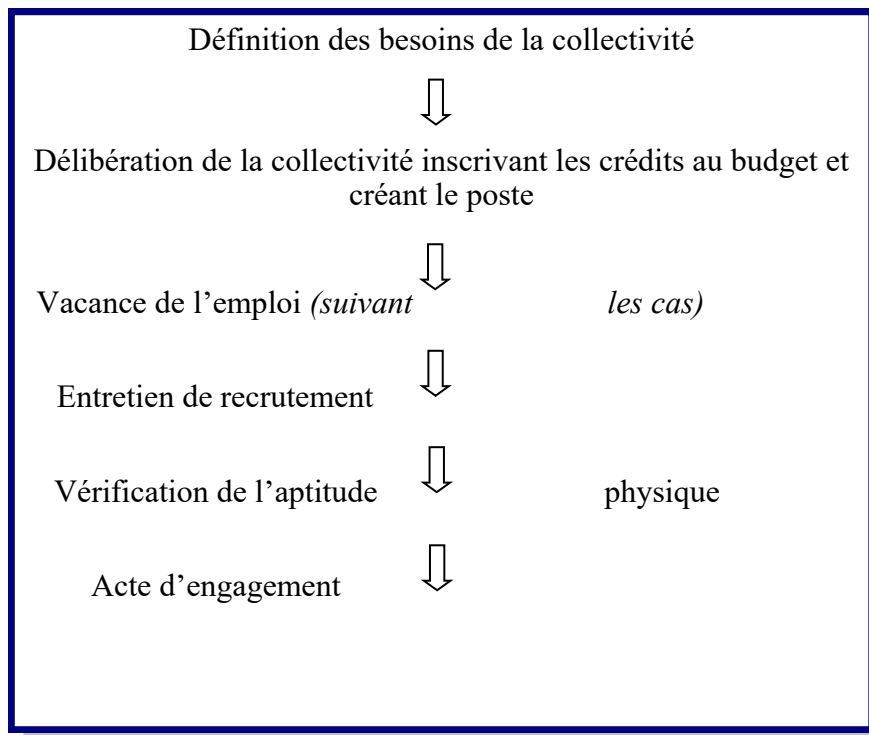 Définition des besoins de la collectivité
Délibération de la collectivité inscrivant les crédits au budget et
créant le poste
Vacance de l’emploi (suivant les cas)
Entretien de recrutement
Vérification de l’aptitude physique
Acte d’engagement